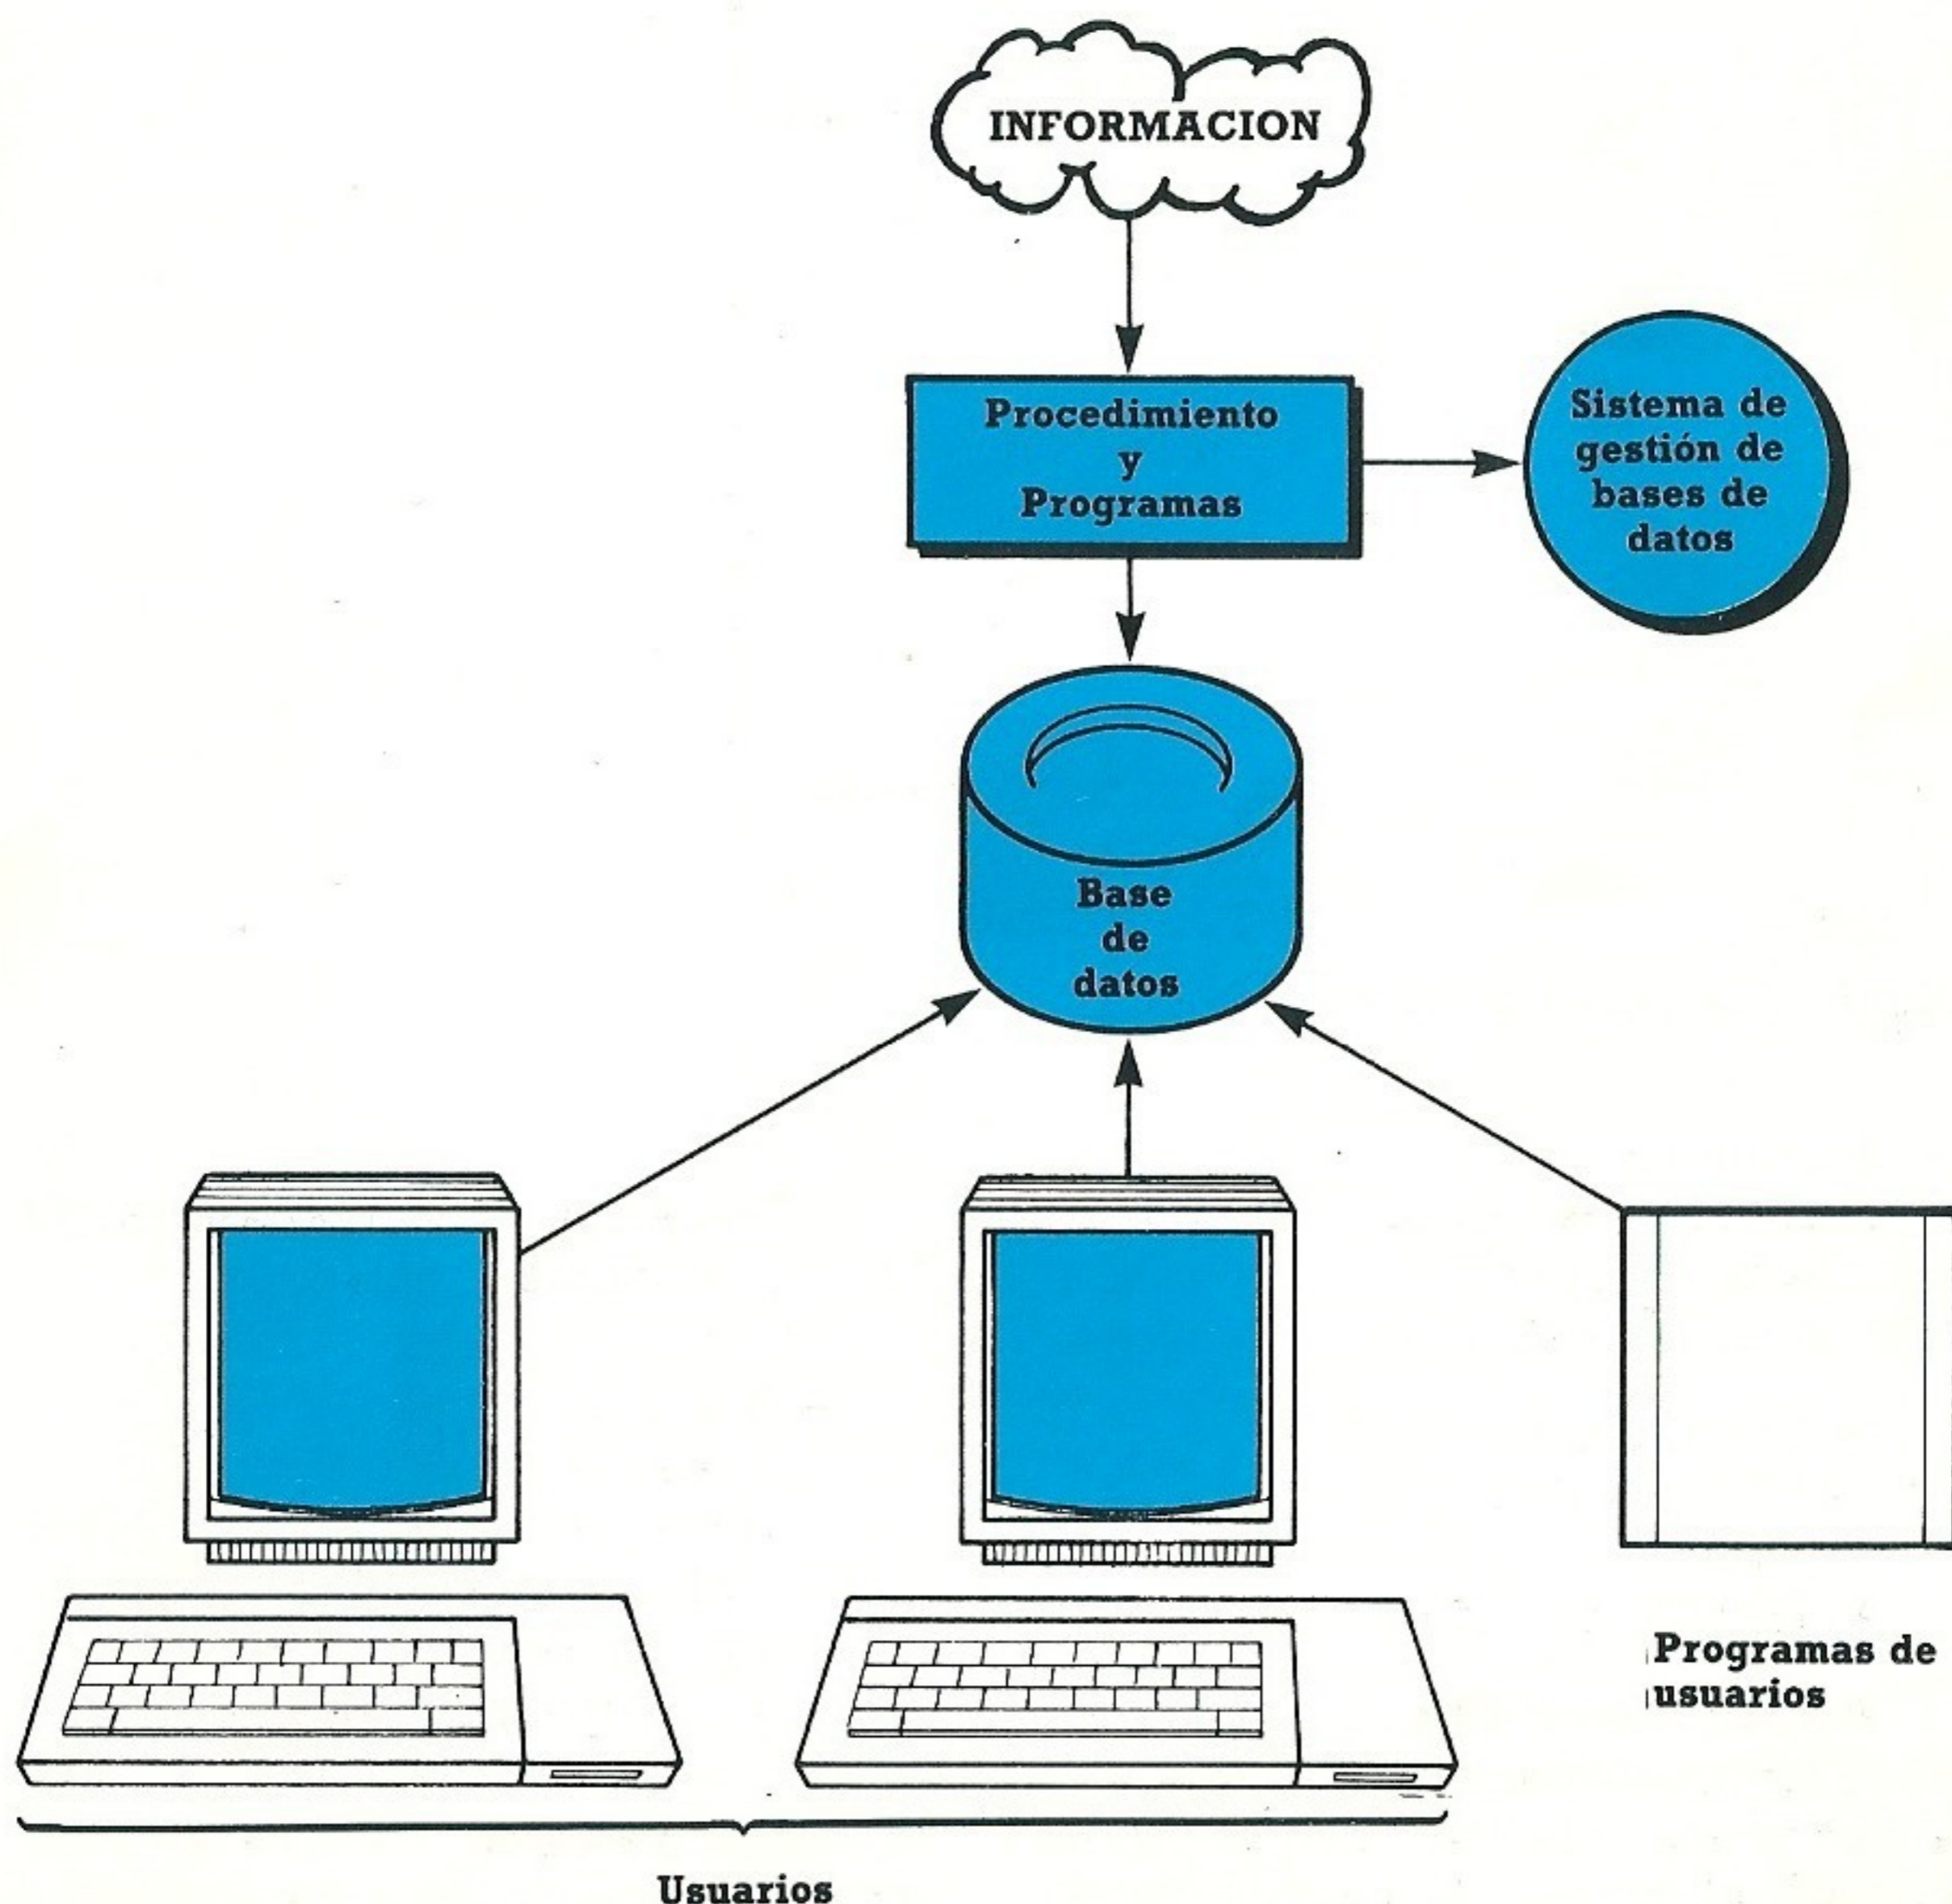 INFORMACION
Procedimiento
y
Programas
Sistema de
gestión de
bases de
datos
Base
de
datos
Programas de
usuarios
Usuarios